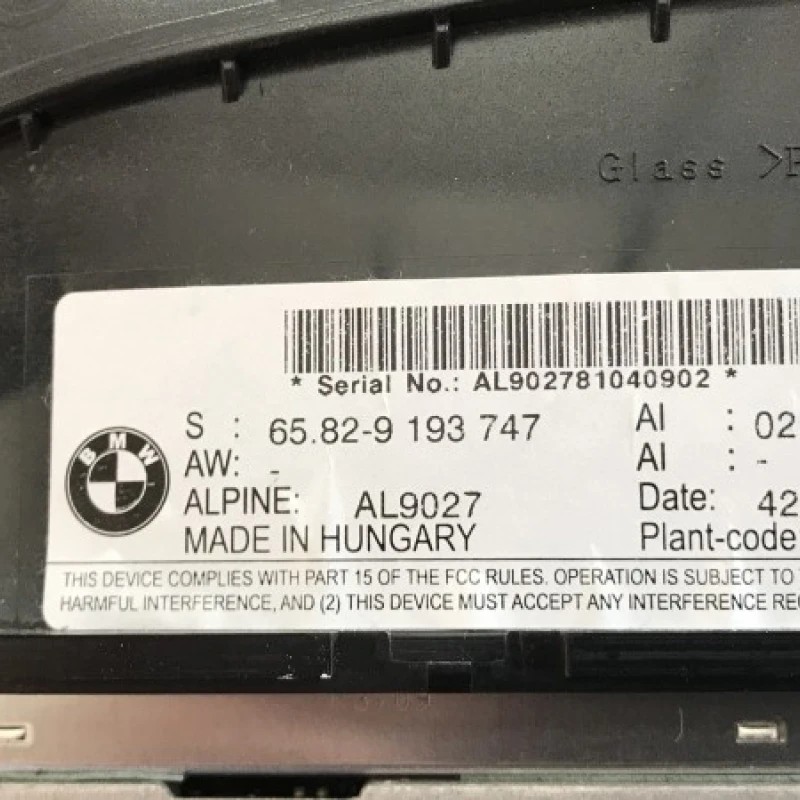 Glass >P
* Serial No.: AL902781040902 *
S : 65.82-9 193 747 AI : 02
AW: - AI : -
BMW
ALPINE: AL9027 Date: 42
MADE IN HUNGARY Plant-code
THIS DEVICE COMPLIES WITH PART 15 OF THE FCC RULES. OPERATION IS SUBJECT TO
HARMFUL INTERFERENCE, AND (2) THIS DEVICE MUST ACCEPT ANY INTERFERENCE REC